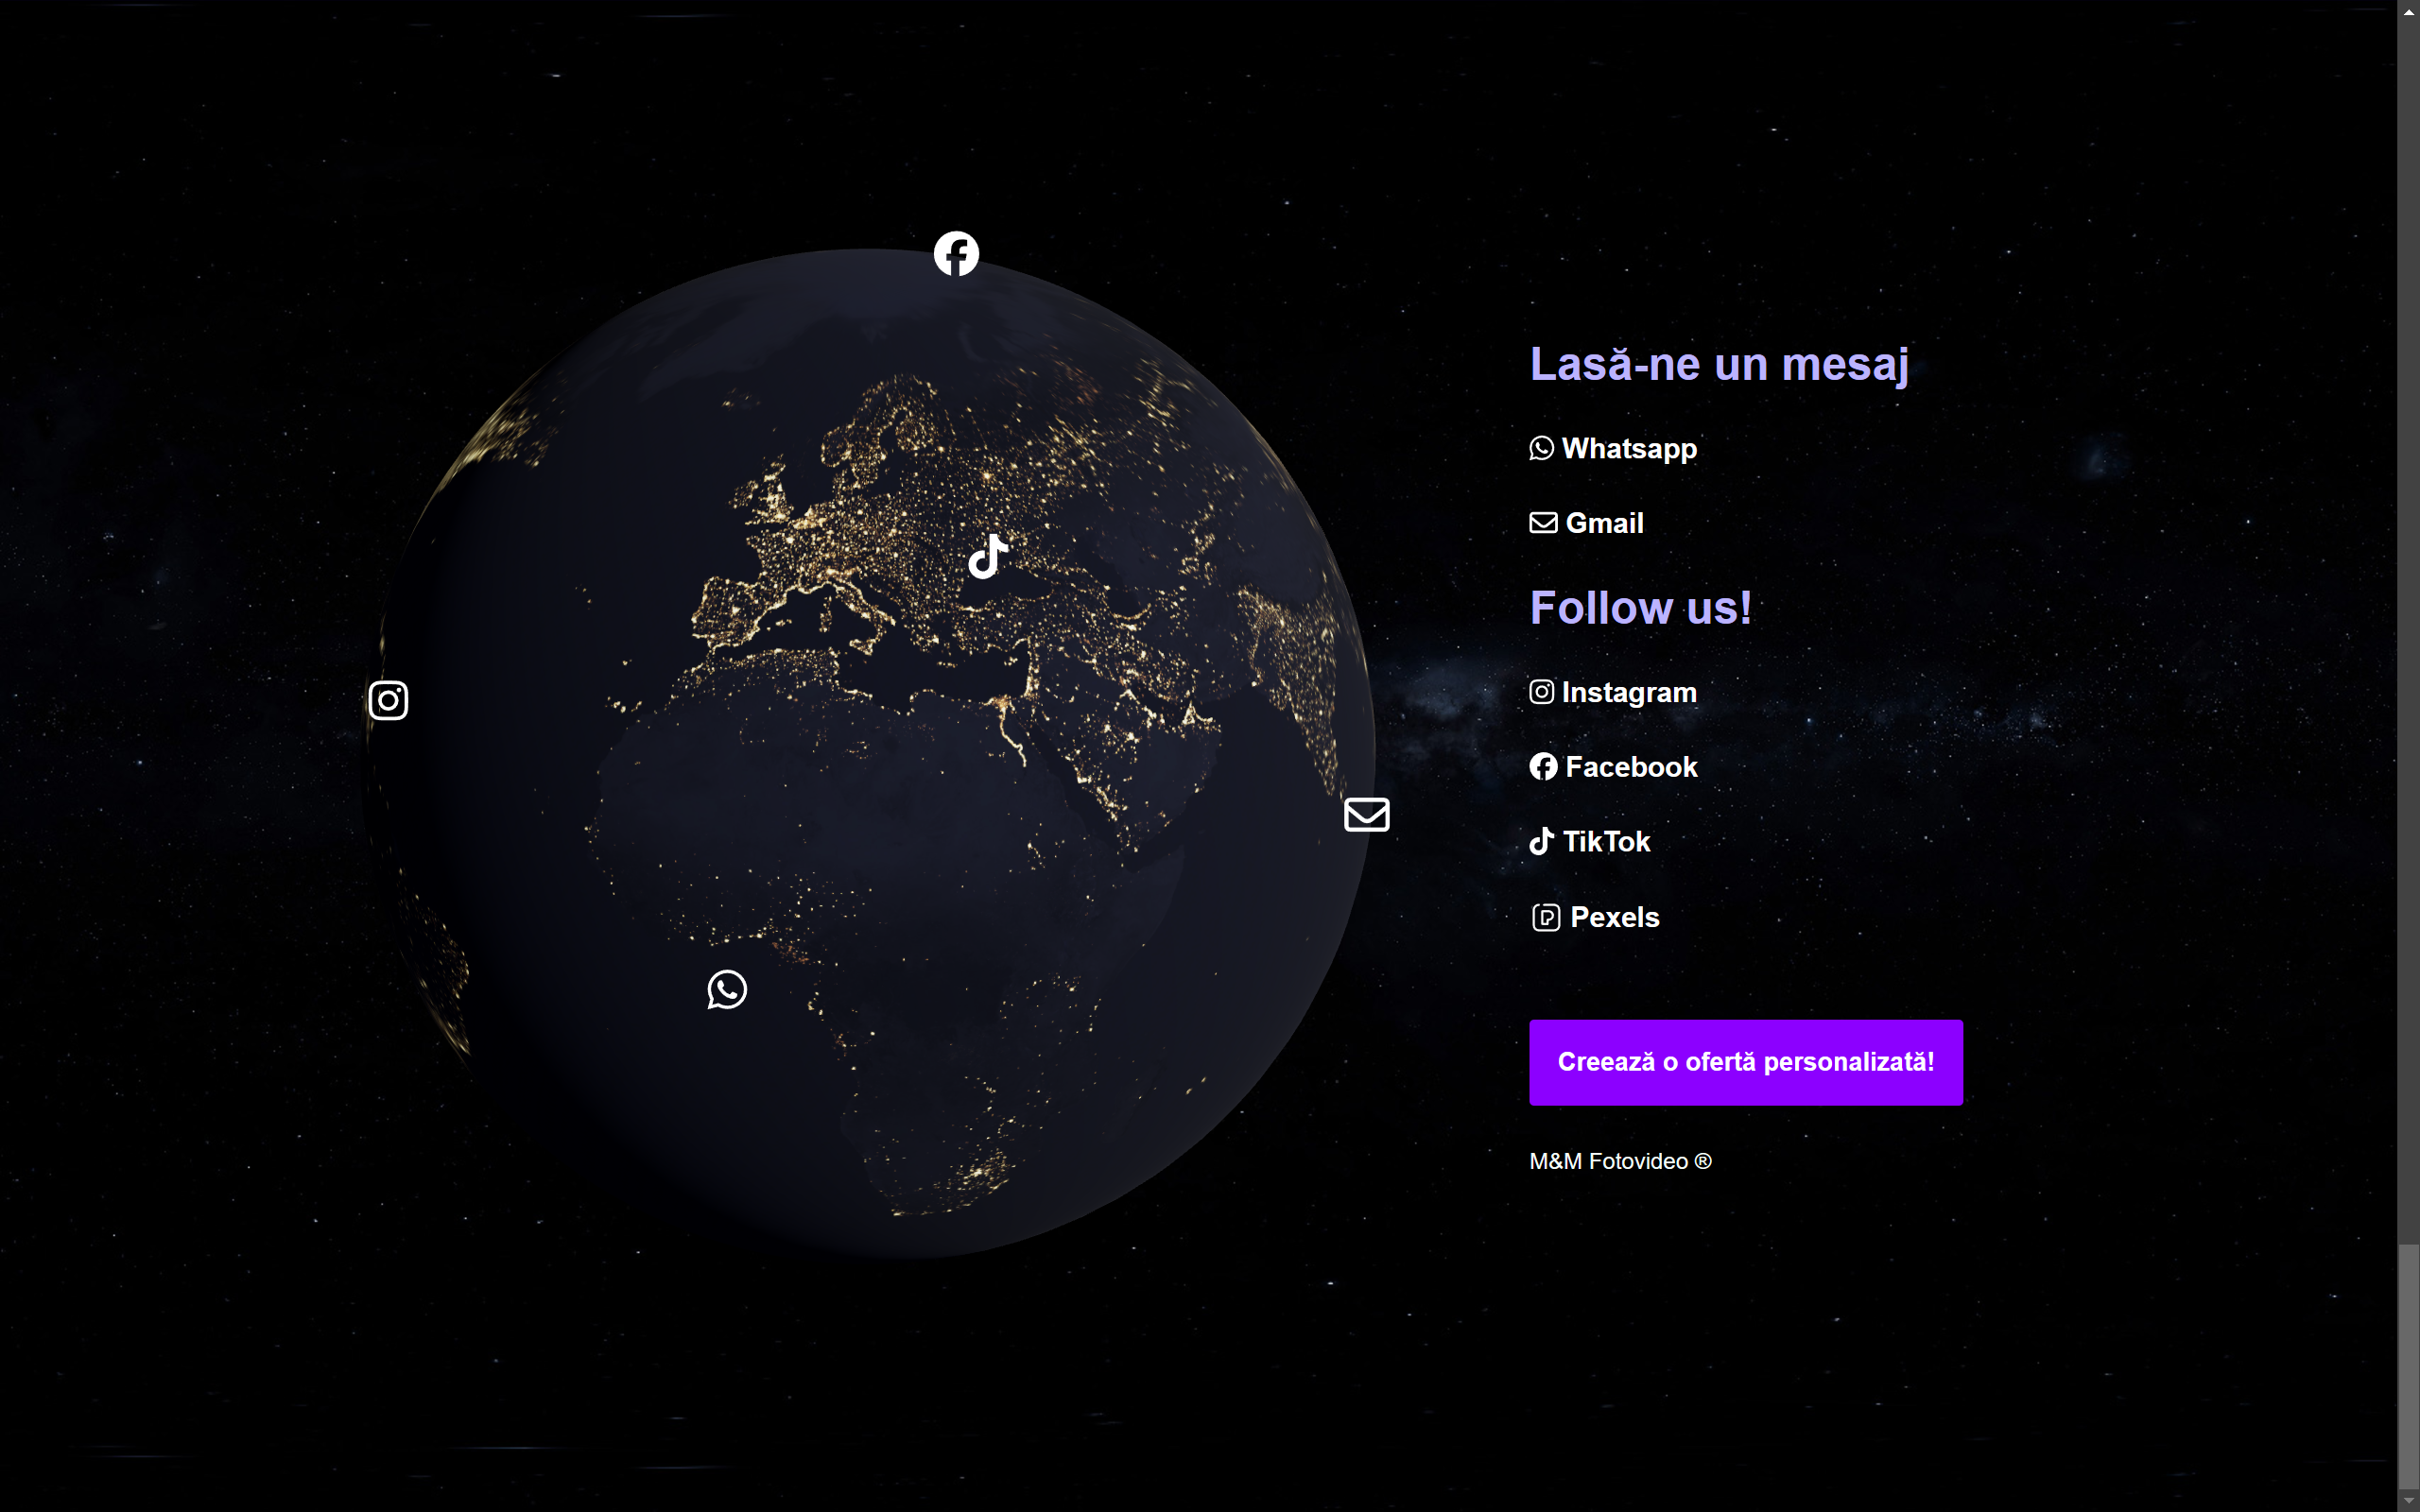 Lasă-ne un mesaj
Whatsapp
Gmail
Follow us!
Instagram
Facebook
TikTok
Pexels
Creează o ofertă personalizată!
M&M Fotovideo ®